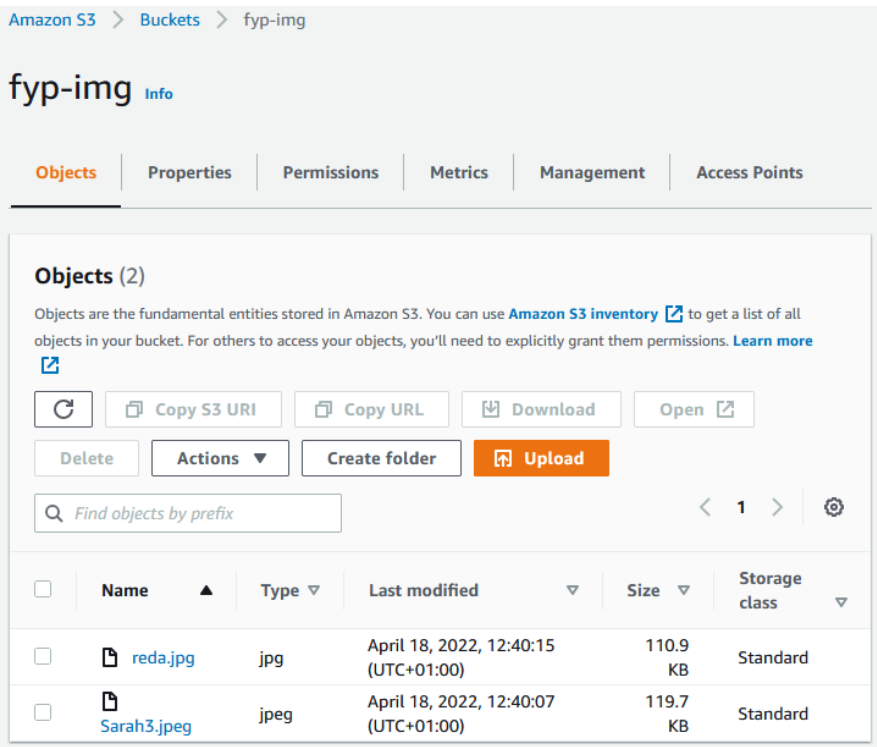 Amazon S3 > Buckets > fyp-img
fyp-img Info
Objects Properties Permissions Metrics Management Access Points
Objects (2)
Objects are the fundamental entities stored in Amazon S3. You can use Amazon S3 inventory to get a list of all
objects in your bucket. For others to access your objects, you'll need to explicitly grant them permissions. Learn more
Copy S3 URI Copy URL Download Open
Delete Actions Create folder Upload
Find objects by prefix 1
Name Type Last modified Size Storage
class
reda.jpg jpg April 18, 2022, 12:40:15 110.9 Standard
(UTC+01:00) KB
Sarah3.jpeg jpeg April 18, 2022, 12:40:07 119.7 Standard
(UTC+01:00) KB